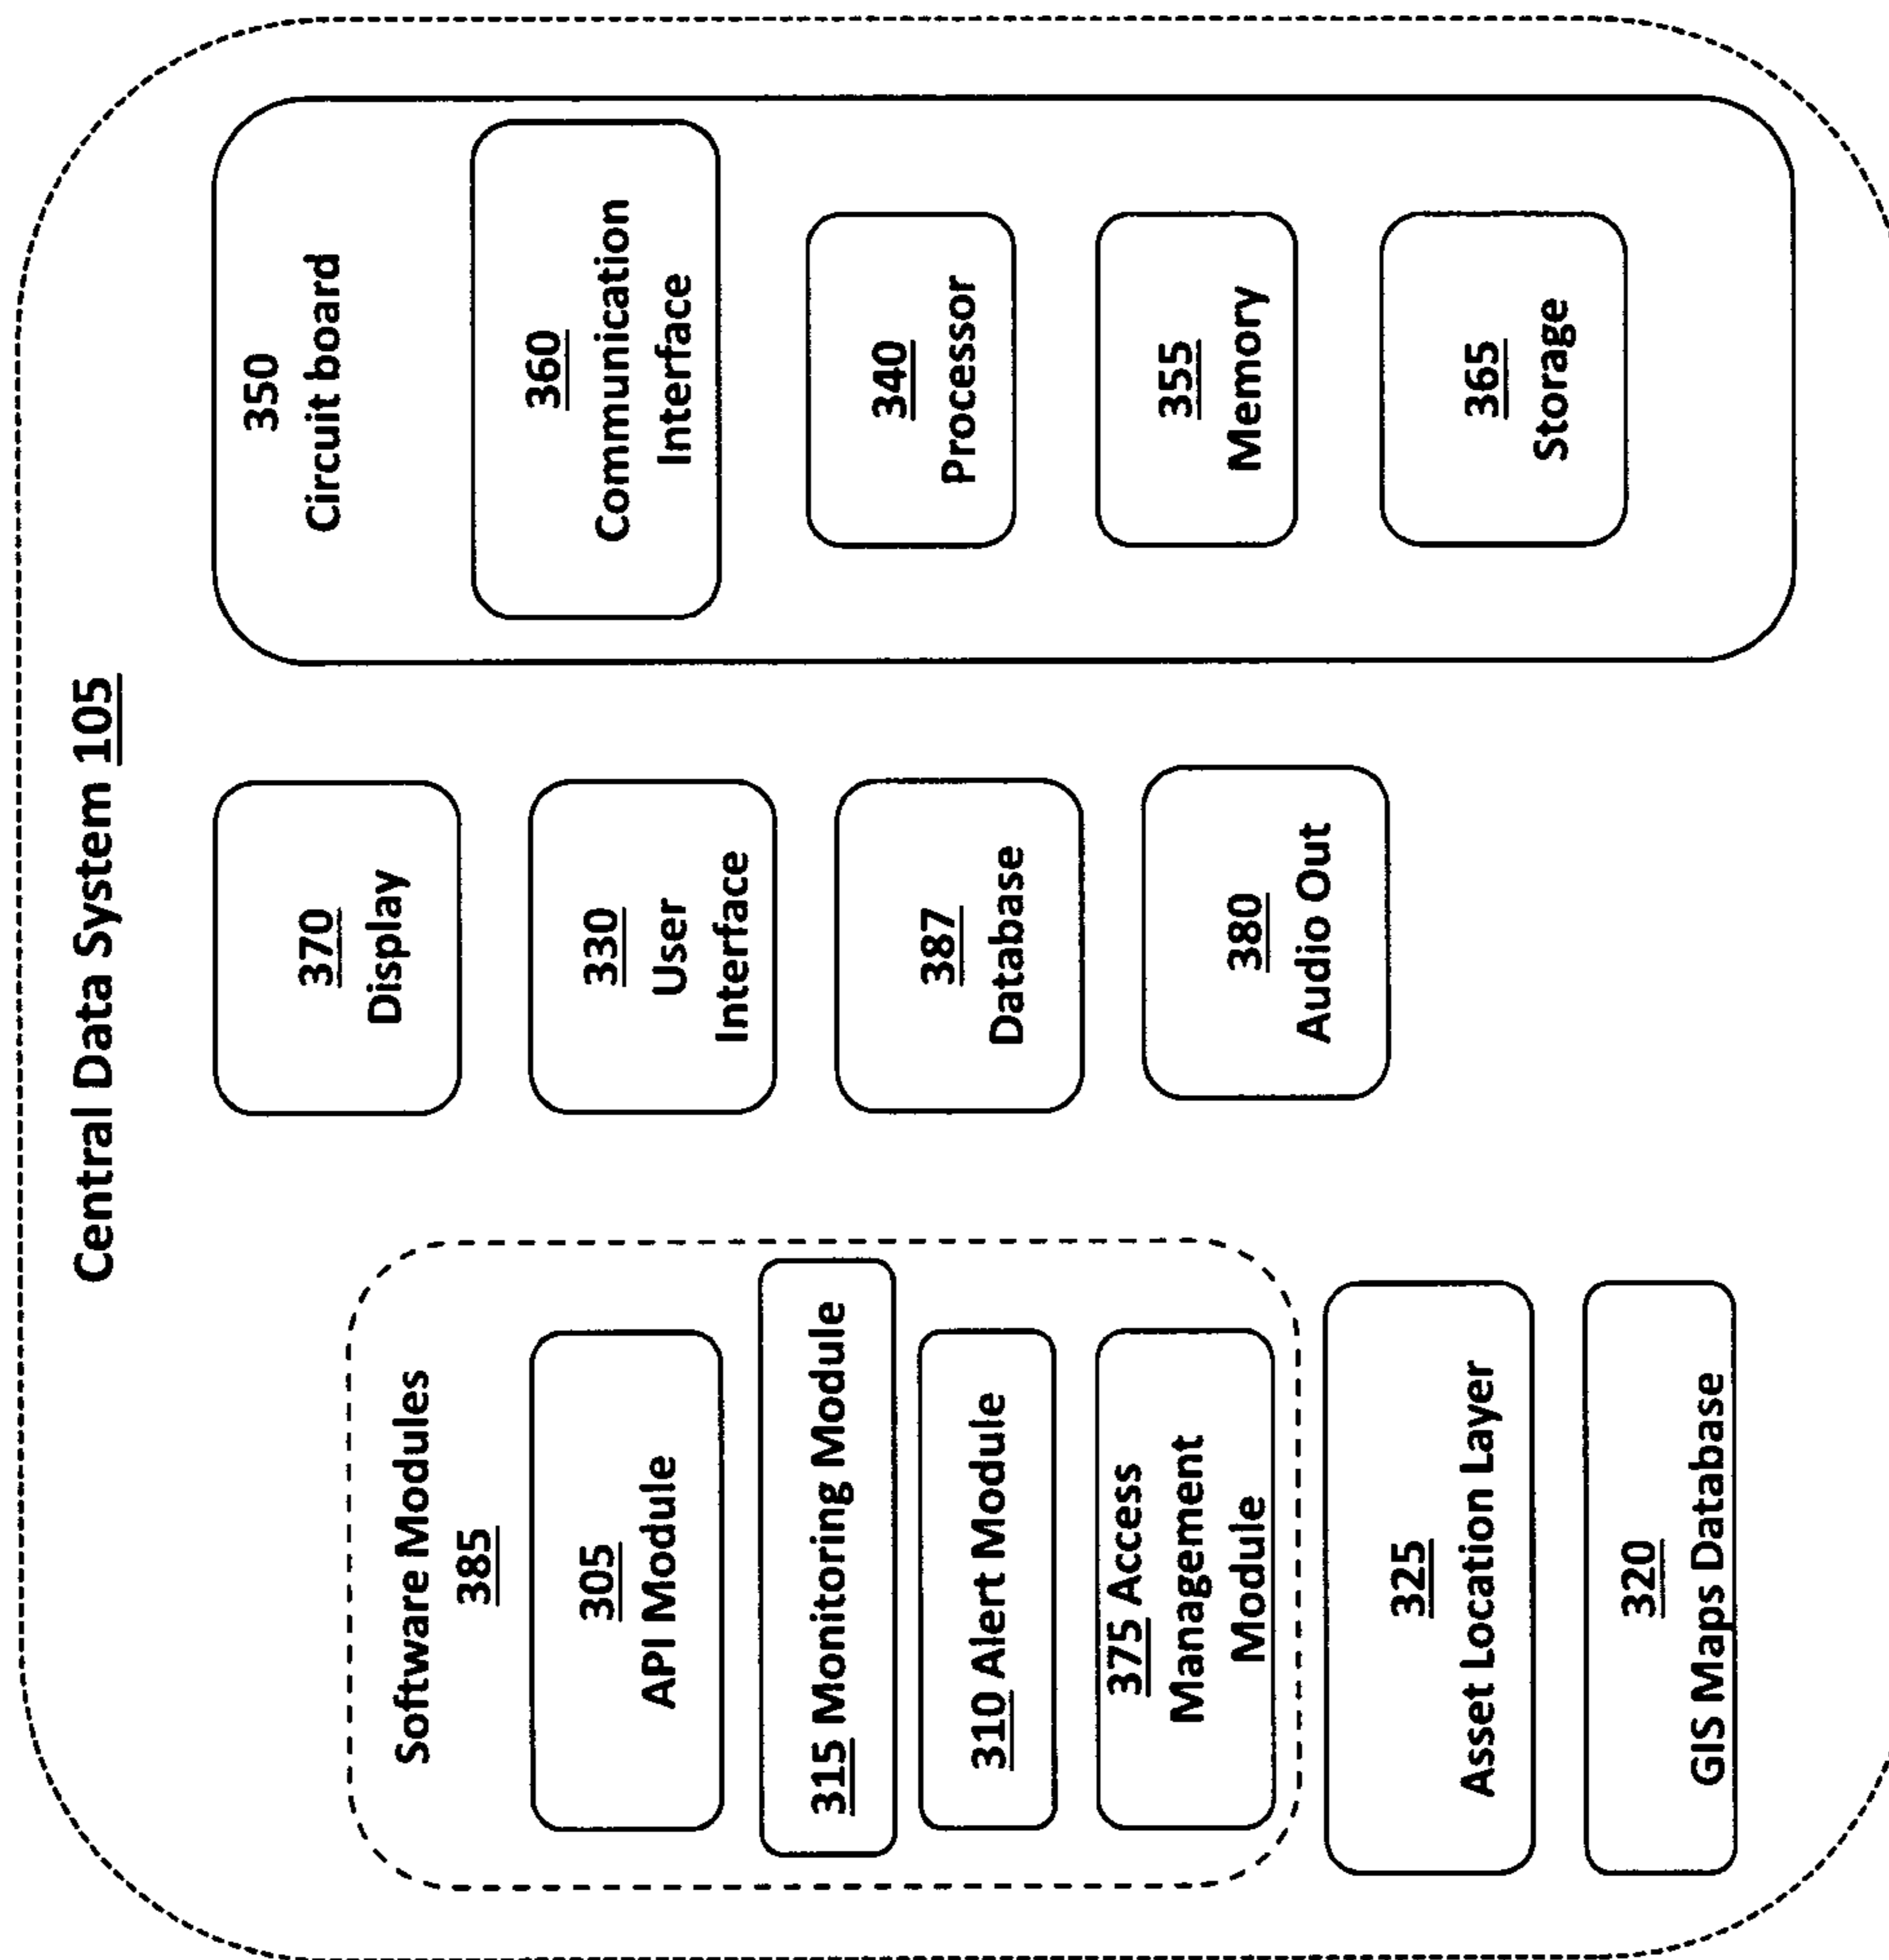 Central Data System 105
Software Modules
385
305
API Module
315 Monitoring Module
310 Alert Module
375 Access
Management
Module
325
Asset Location Layer
320
GIS Maps Database
370
Display
330
User
Interface
387
Database
380
Audio Out
350
Circuit board
360
Communication
Interface
340
Processor
355
Memory
365
Storage